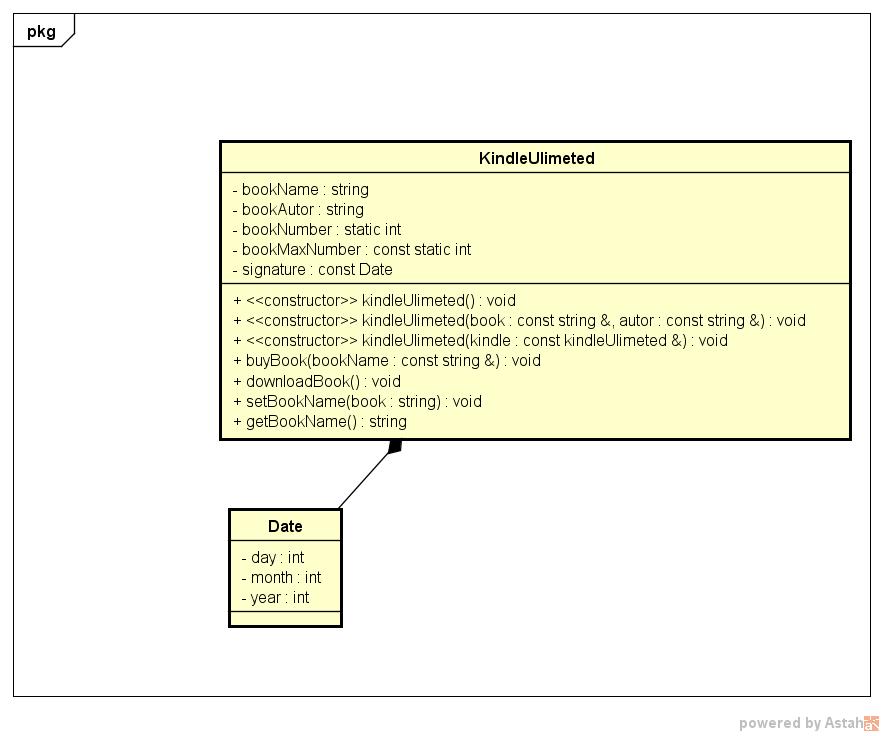 pkg
KindleUlimeted
- bookName : string
- bookAutor : string
- bookNumber : static int
- bookMaxNumber : const static int
- signature : const Date
+ <<constructor>> kindleUlimeted() : void
+ <<constructor>> kindleUlimeted(book : const string &, autor : const string &) : void
+ <<constructor>> kindleUlimeted(kindle : const kindleUlimeted &) : void
+ buyBook(bookName : const string &) : void
+ downloadBook() : void
+ setBookName(book : string) : void
+ getBookName() : string
Date
- day : int
- month : int
- year : int
powered by Astah